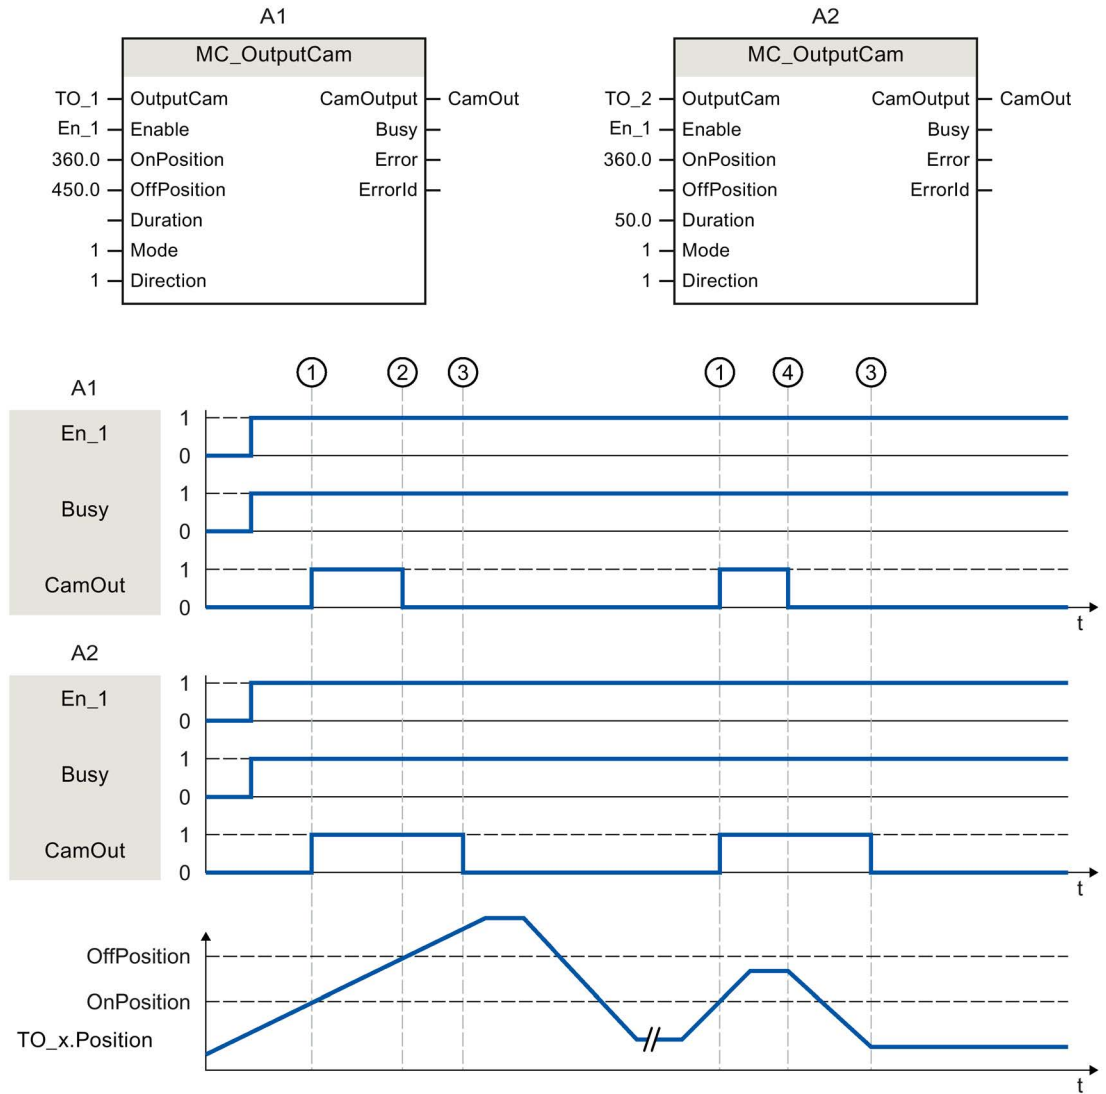 A1
MC_OutputCam
TO_1 OutputCam CamOutput CamOut
En_1 Enable Busy
360.0 OnPosition Error
450.0 OffPosition ErrorId
Duration
1 Mode
1 Direction
A2
MC_OutputCam
TO_2 OutputCam CamOutput CamOut
En_1 Enable Busy
360.0 OnPosition Error
OffPosition ErrorId
50.0 Duration
1 Mode
1 Direction
1 2 3 1 4 3
A1
En_1 1
0
Busy 1
0
CamOut 1
0
t
A2
En_1 1
0
Busy 1
0
CamOut 1
0
t
OffPosition
OnPosition
TO_x.Position
t